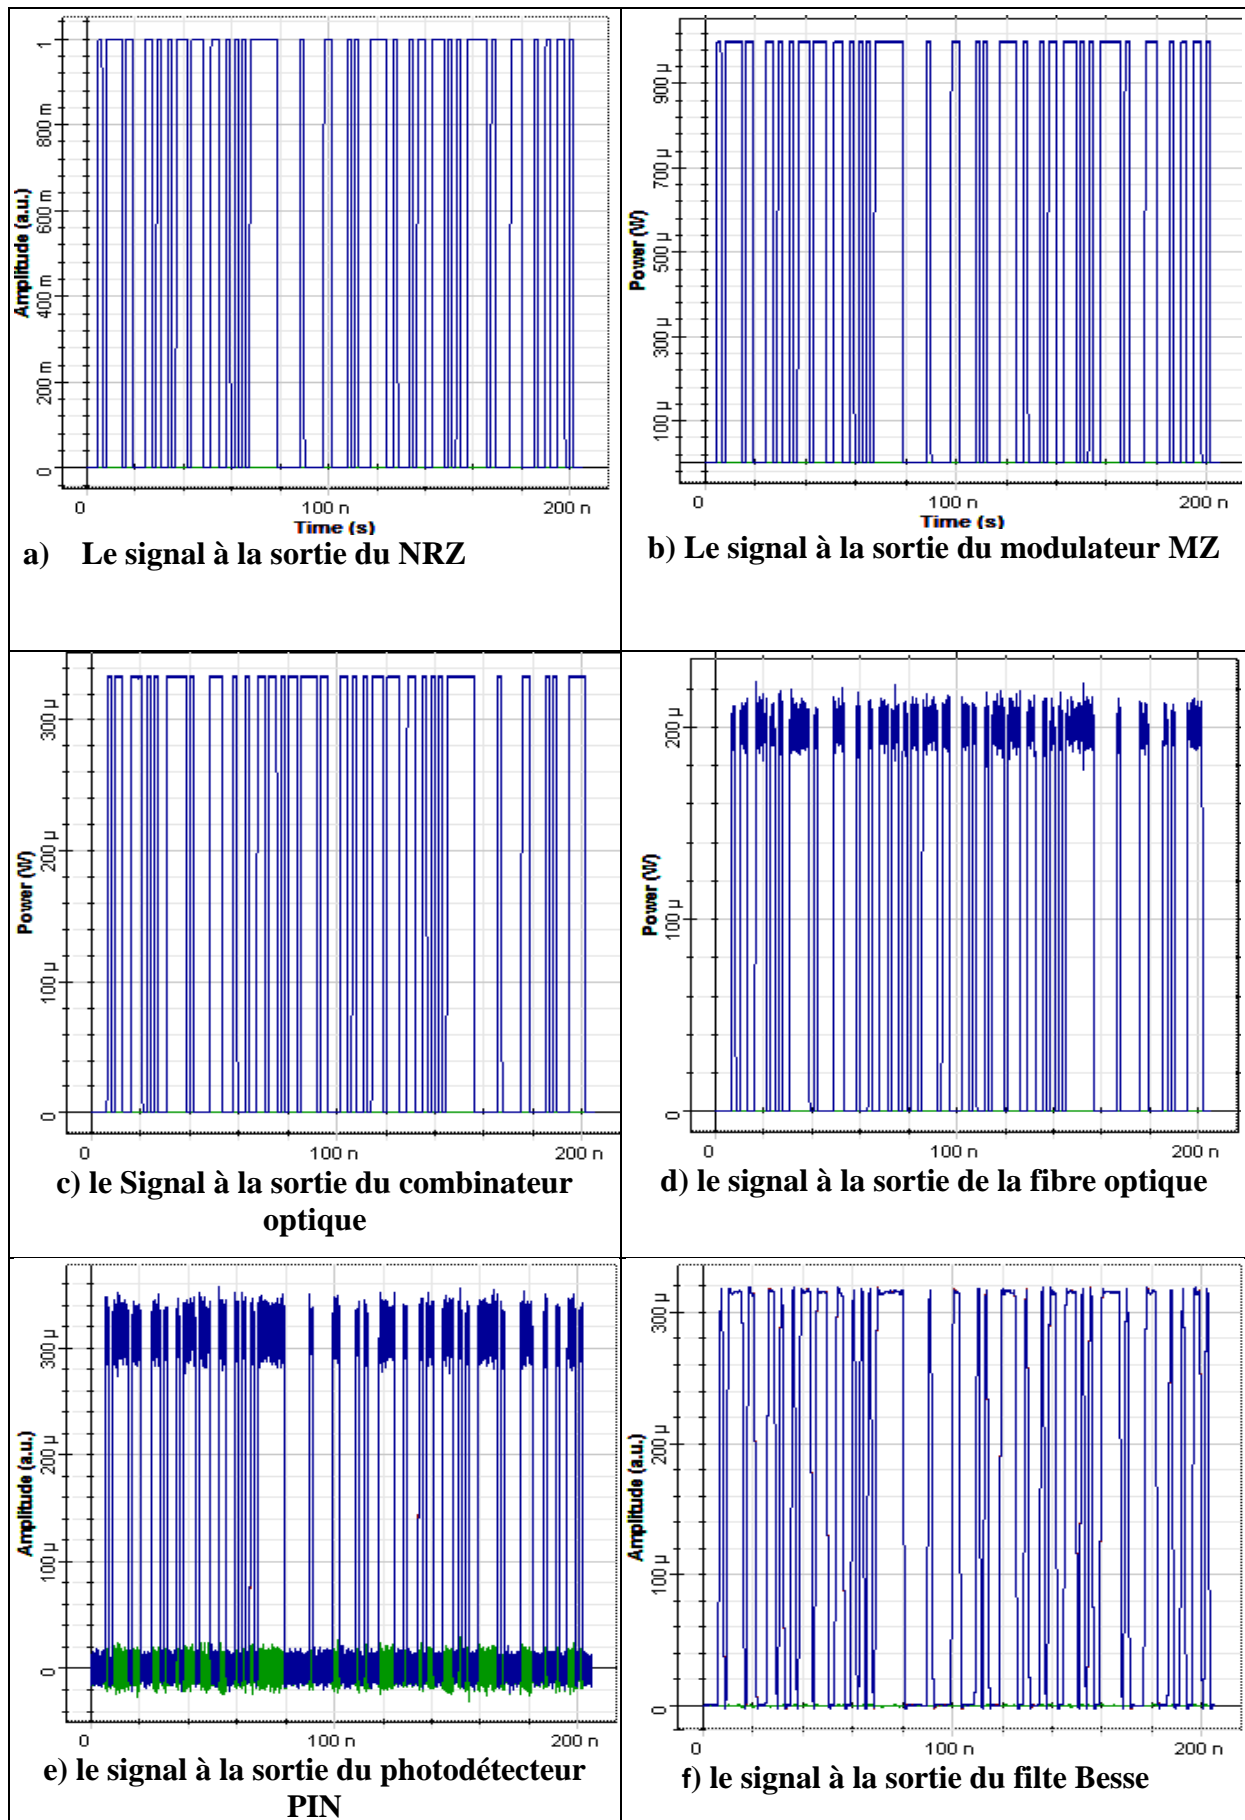 1
800 m
600 m
400 m
200 m
0
Amplitude (a.u.)
0
100 n
200 n
Time (s)
a) Le signal à la sortie du NRZ
900 µ
700 µ
500 µ
300 µ
100 µ
Power (W)
0
100 n
200 n
Time (s)
b) Le signal à la sortie du modulateur MZ
300 µ
200 µ
100 µ
0
Power (W)
0
100 n
200 n
c) le Signal à la sortie du combinateur
optique
200 µ
100 µ
0
Power (W)
0
100 n
200 n
d) le signal à la sortie de la fibre optique
300 µ
200 µ
100 µ
0
Amplitude (a.u.)
0
100 n
200 n
e) le signal à la sortie du photodétecteur
PIN
300 µ
200 µ
100 µ
0
Amplitude (a.u.)
0
100 n
200 n
f) le signal à la sortie du filte Besse